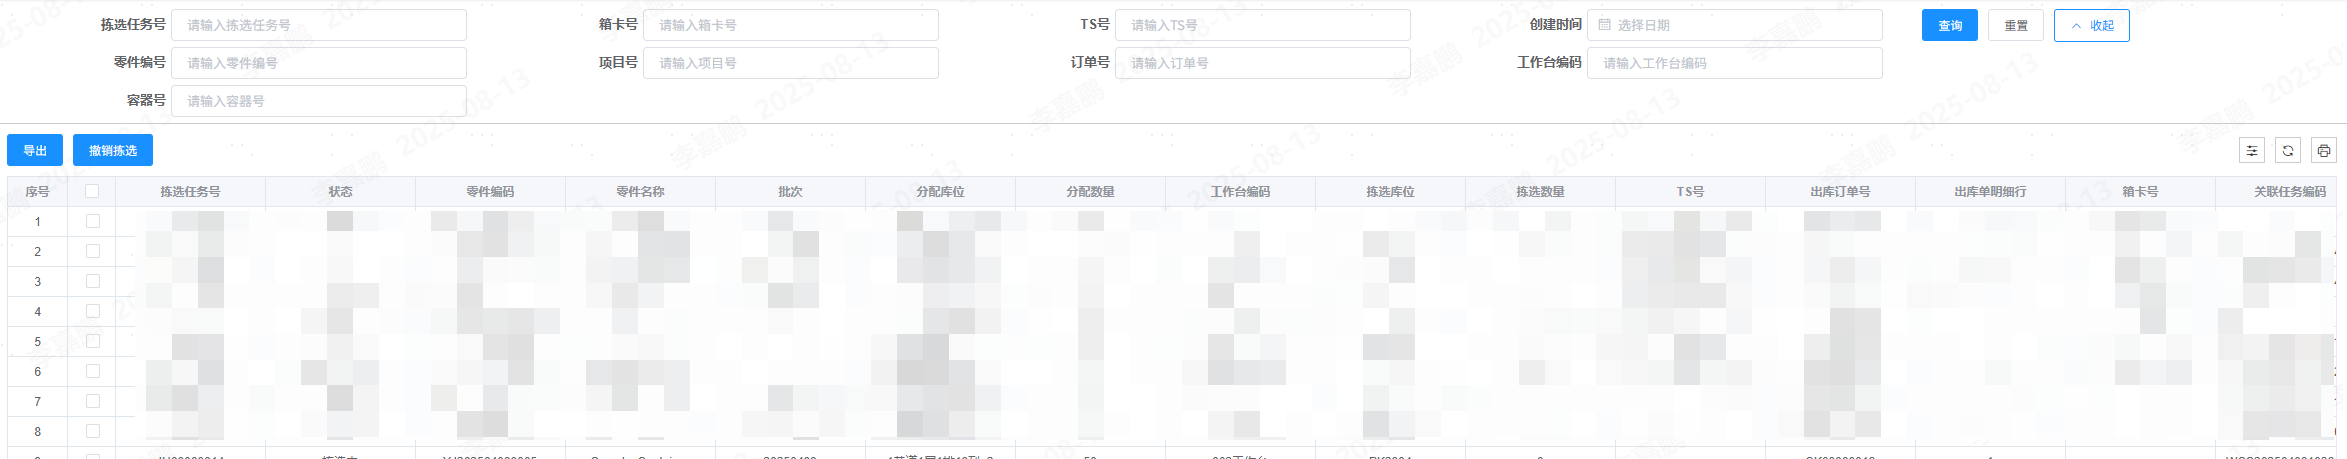 拣选任务号 请输入拣选任务号 箱卡号 请输入箱卡号 TS号 请输入TS号 创建时间 选择日期 查询 重置 收起
零件编号 请输入零件编号 项目号 请输入项目号 订单号 请输入订单号 工作台编码 请输入工作台编码
容器号 请输入容器号
导出 撤销拣选
序号 拣选任务号 状态 零件编码 零件名称 批次 分配库位 分配数量 工作台编码 拣选库位 拣选数量 TS号 出库订单号 出库单明细行 箱卡号 关联任务编码
1
2
3
4
5
6
7
8
李嘉鹏 2025-08-13